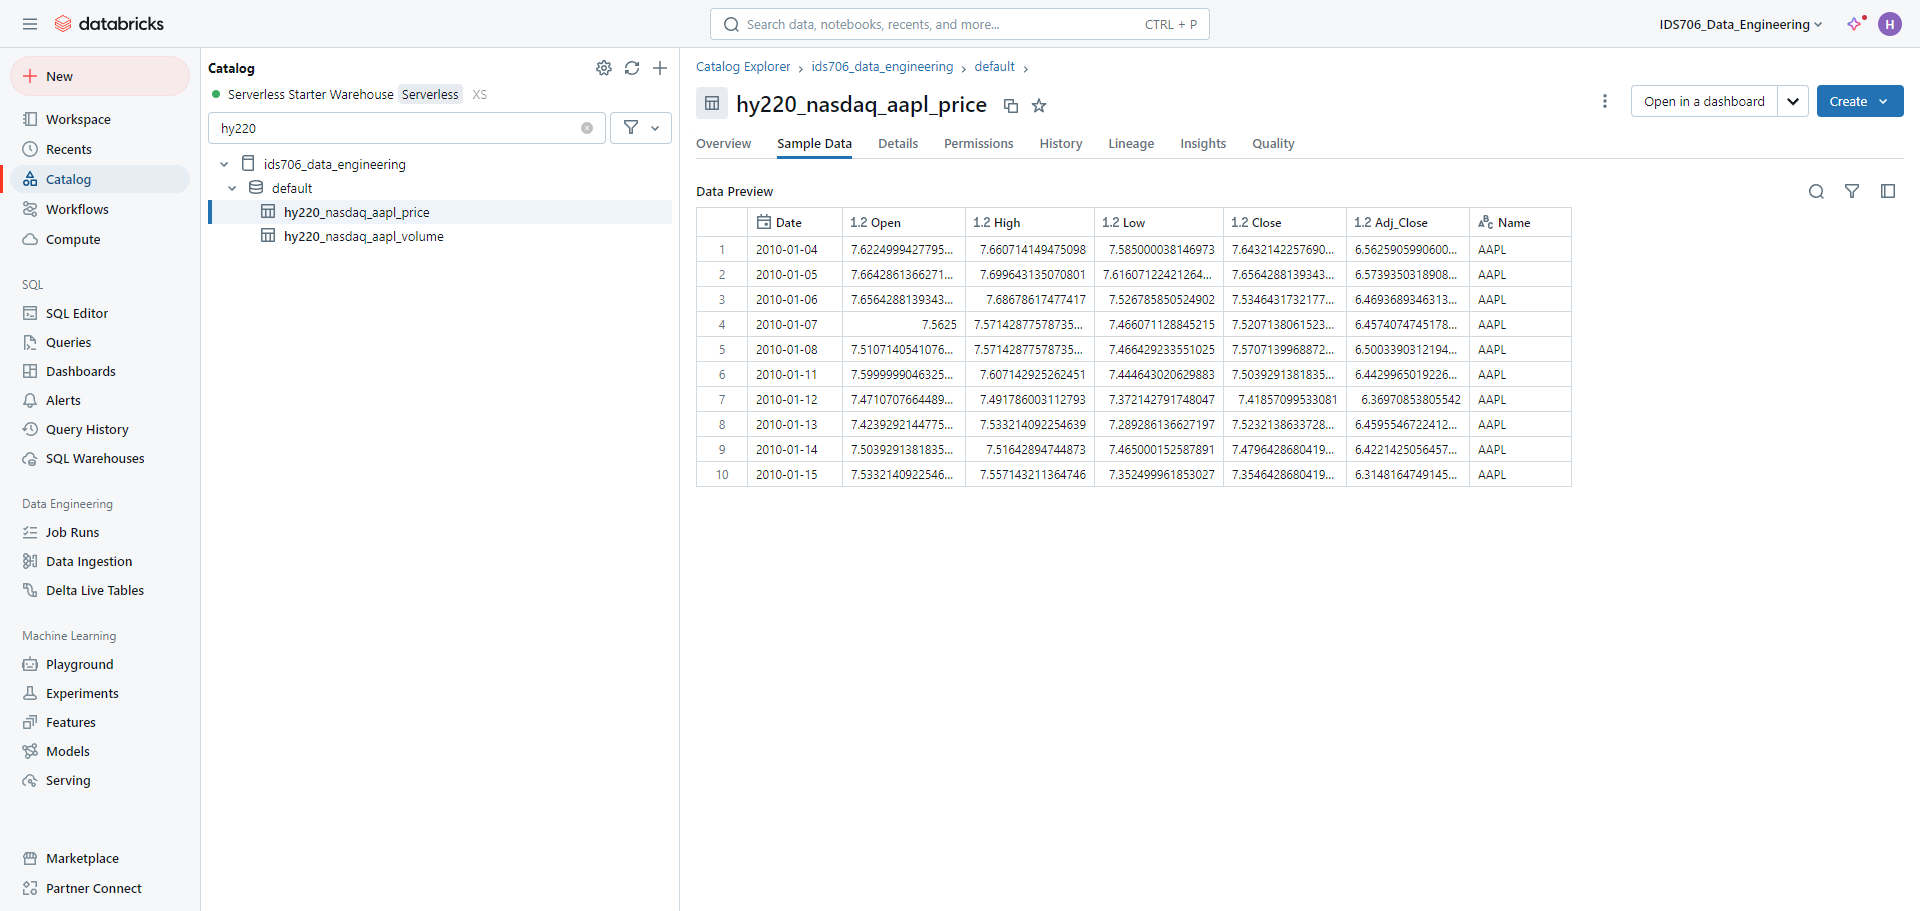 databricks
Search data, notebooks, recents, and more...
CTRL + P
IDS706_Data_Engineering
H
New
Workspace
Recents
Catalog
Workflows
Compute
SQL
SQL Editor
Queries
Dashboards
Alerts
Query History
SQL Warehouses
Data Engineering
Job Runs
Data Ingestion
Delta Live Tables
Machine Learning
Playground
Experiments
Features
Models
Serving
Marketplace
Partner Connect
Catalog
Serverless Starter Warehouse Serverless XS
hy220
ids706_data_engineering
default
hy220_nasdaq_aapl_price
hy220_nasdaq_aapl_volume
Catalog Explorer › ids706_data_engineering › default ›
hy220_nasdaq_aapl_price
Open in a dashboard
Create
Overview Sample Data Details Permissions History Lineage Insights Quality
Data Preview
Date 1.2 Open 1.2 High 1.2 Low 1.2 Close 1.2 Adj_Close ABC Name
1 2010-01-04 7.6224999427795... 7.660714149475098 7.585000038146973 7.6432142257690... 6.5625905990600... AAPL
2 2010-01-05 7.6642861366271... 7.699643135070801 7.61607122421264... 7.6564288139343... 6.5739350318908... AAPL
3 2010-01-06 7.6564288139343... 7.68678617477417 7.526785850524902 7.5346431732177... 6.4693689346313... AAPL
4 2010-01-07 7.5625 7.57142877578735... 7.466071128845215 7.5207138061523... 6.4574074745178... AAPL
5 2010-01-08 7.5107140541076... 7.57142877578735... 7.466429233551025 7.5707139968872... 6.5003390312194... AAPL
6 2010-01-11 7.5999999046325... 7.607142925262451 7.444643020629883 7.5039291381835... 6.4429965019226... AAPL
7 2010-01-12 7.4710707664489... 7.491786003112793 7.372142791748047 7.41857099533081 6.36970853805542 AAPL
8 2010-01-13 7.4239292144775... 7.533214092254639 7.289286136627197 7.5232138633728... 6.4595546722412... AAPL
9 2010-01-14 7.5039291381835... 7.51642894744873 7.465000152587891 7.4796428680419... 6.4221425056457... AAPL
10 2010-01-15 7.5332140922546... 7.557143211364746 7.352499961853027 7.3546428680419... 6.3148164749145... AAPL